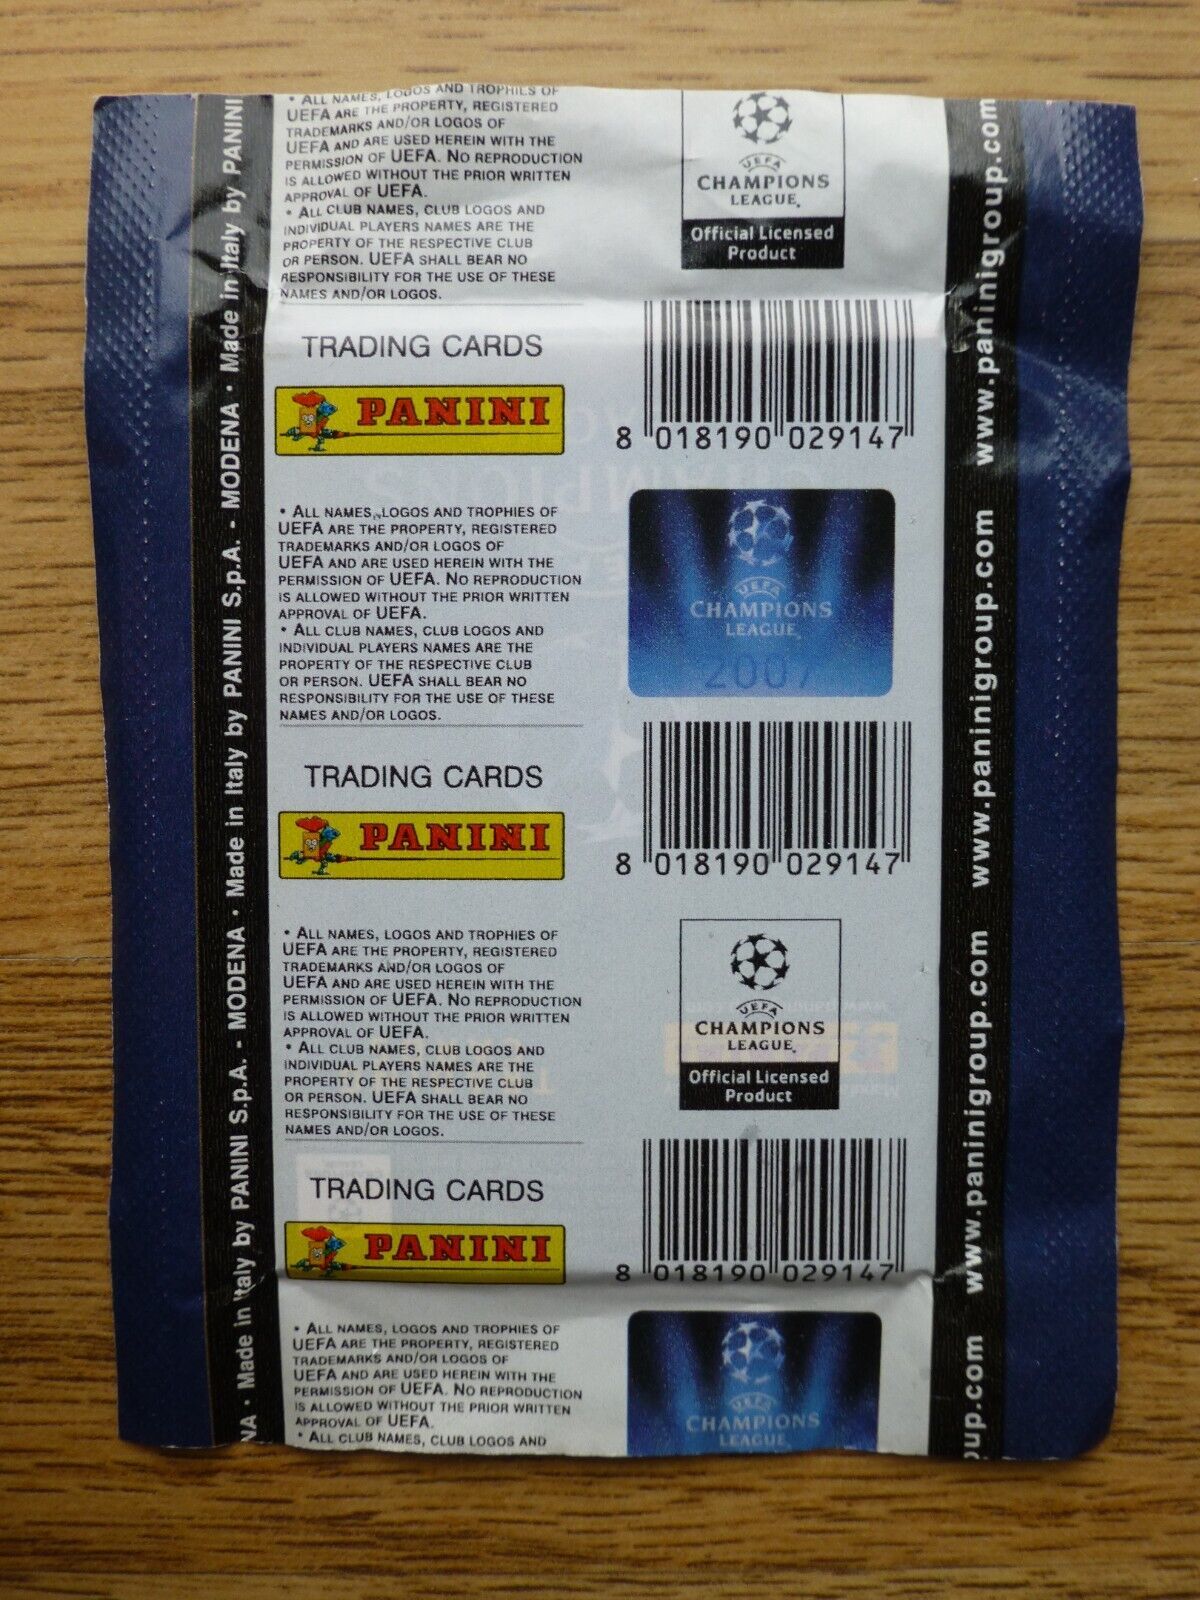 • ALL NAMES, LOGOS AND TROPHIES OF
UEFA ARE THE PROPERTY, REGISTERED
TRADEMARKS AND/OR LOGOS OF
UEFA AND ARE USED HEREIN WITH THE
PERMISSION OF UEFA. NO REPRODUCTION
IS ALLOWED WITHOUT THE PRIOR WRITTEN
APPROVAL OF UEFA.
• ALL CLUB NAMES, CLUB LOGOS AND
INDIVIDUAL PLAYERS NAMES ARE THE
PROPERTY OF THE RESPECTIVE CLUB
OR PERSON. UEFA SHALL BEAR NO
RESPONSIBILITY FOR THE USE OF THESE
NAMES AND/OR LOGOS.
UEFA
CHAMPIONS
LEAGUE
Official Licensed
Product
TRADING CARDS
PANINI
8 018190 029147
• ALL NAMES, LOGOS AND TROPHIES OF
UEFA ARE THE PROPERTY, REGISTERED
TRADEMARKS AND/OR LOGOS OF
UEFA AND ARE USED HEREIN WITH THE
PERMISSION OF UEFA. NO REPRODUCTION
IS ALLOWED WITHOUT THE PRIOR WRITTEN
APPROVAL OF UEFA.
• ALL CLUB NAMES, CLUB LOGOS AND
INDIVIDUAL PLAYERS NAMES ARE THE
PROPERTY OF THE RESPECTIVE CLUB
OR PERSON. UEFA SHALL BEAR NO
RESPONSIBILITY FOR THE USE OF THESE
NAMES AND/OR LOGOS.
UEFA
CHAMPIONS
LEAGUE
2007
TRADING CARDS
PANINI
8 018190 029147
• ALL NAMES, LOGOS AND TROPHIES OF
UEFA ARE THE PROPERTY, REGISTERED
TRADEMARKS AND/OR LOGOS OF
UEFA AND ARE USED HEREIN WITH THE
PERMISSION OF UEFA. NO REPRODUCTION
IS ALLOWED WITHOUT THE PRIOR WRITTEN
APPROVAL OF UEFA.
• ALL CLUB NAMES, CLUB LOGOS AND
INDIVIDUAL PLAYERS NAMES ARE THE
PROPERTY OF THE RESPECTIVE CLUB
OR PERSON. UEFA SHALL BEAR NO
RESPONSIBILITY FOR THE USE OF THESE
NAMES AND/OR LOGOS.
UEFA
CHAMPIONS
LEAGUE
Official Licensed
Product
TRADING CARDS
PANINI
8 018190 029147
• ALL NAMES, LOGOS AND TROPHIES OF
UEFA ARE THE PROPERTY, REGISTERED
TRADEMARKS AND/OR LOGOS OF
UEFA AND ARE USED HEREIN WITH THE
PERMISSION OF UEFA. NO REPRODUCTION
IS ALLOWED WITHOUT THE PRIOR WRITTEN
APPROVAL OF UEFA.
• ALL CLUB NAMES, CLUB LOGOS AND
UEFA
CHAMPIONS
LEAGUE
NA • Made in Italy by PANINI S.p.A. - MODENA • Made in Italy by PANINI S.p.A. - MODENA • Made in Italy by PANINI
oup.com www.paninigroup.com www.paninigroup.com www.paninigroup.com